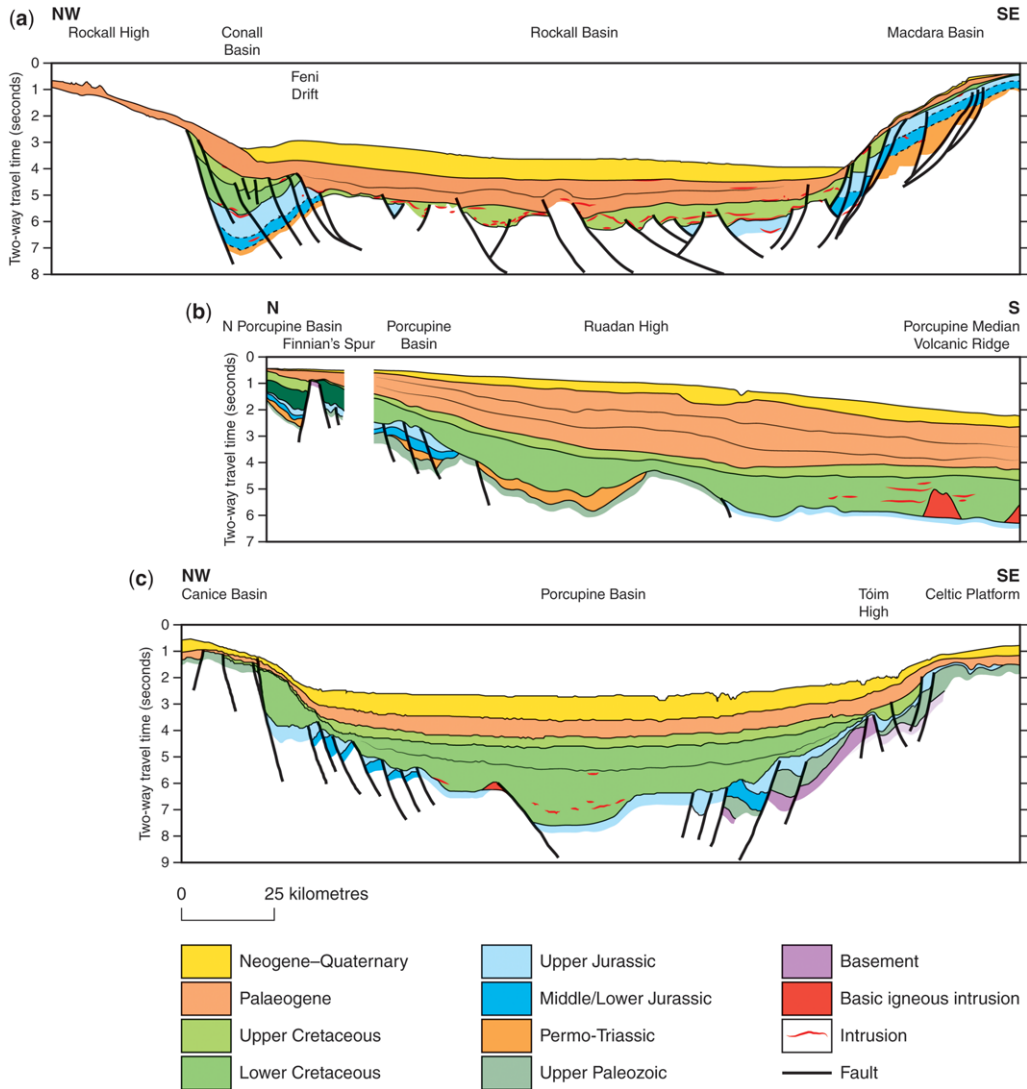 (a) NW SE
Rockall High Conall Basin Rockall Basin Macdara Basin
Feni Drift
Two-way travel time (seconds)
0
1
2
3
4
5
6
7
8
(b) N S
N Porcupine Basin Porcupine Basin Ruadan High Porcupine Median
Finnian's Spur Volcanic Ridge
Two-way travel time (seconds)
0
1
2
3
4
5
6
7
(c) NW SE
Canice Basin Porcupine Basin Tóim High Celtic Platform
Two-way travel time (seconds)
0
1
2
3
4
5
6
7
8
9
0 25 kilometres
Neogene–Quaternary
Palaeogene
Upper Cretaceous
Lower Cretaceous
Upper Jurassic
Middle/Lower Jurassic
Permo-Triassic
Upper Paleozoic
Basement
Basic igneous intrusion
Intrusion
Fault